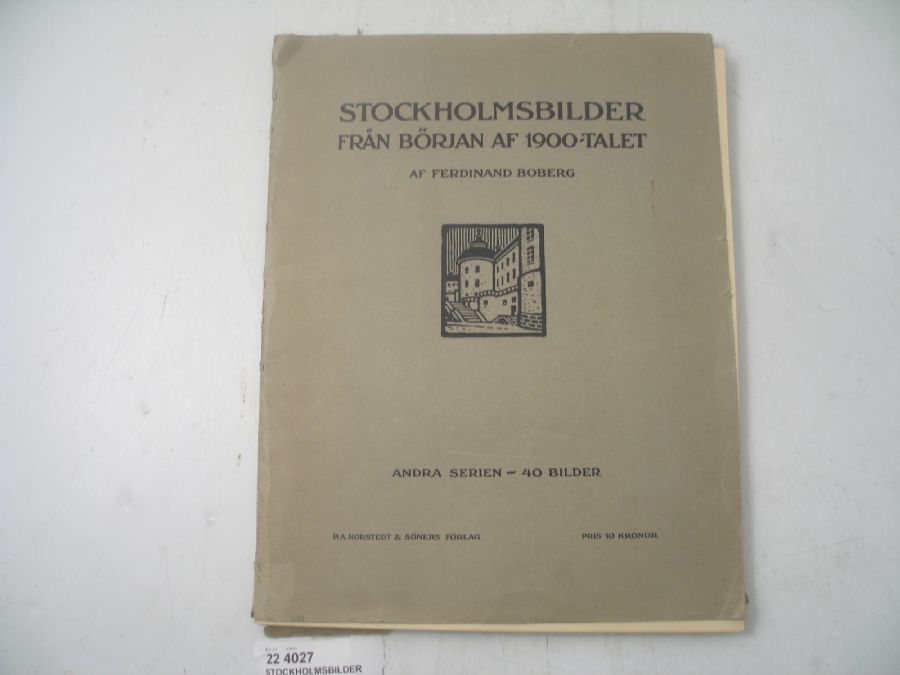 STOCKHOLMSBILDER
FRÅN BÖRJAN AF 1900-TALET
AF FERDINAND BOBERG
ANDRA SERIEN ~ 40 BILDER
P.A. NORSTEDT & SÖNERS FÖRLAG
PRIS 10 KRONOR
22 4027
STOCKHOLMSBILDER